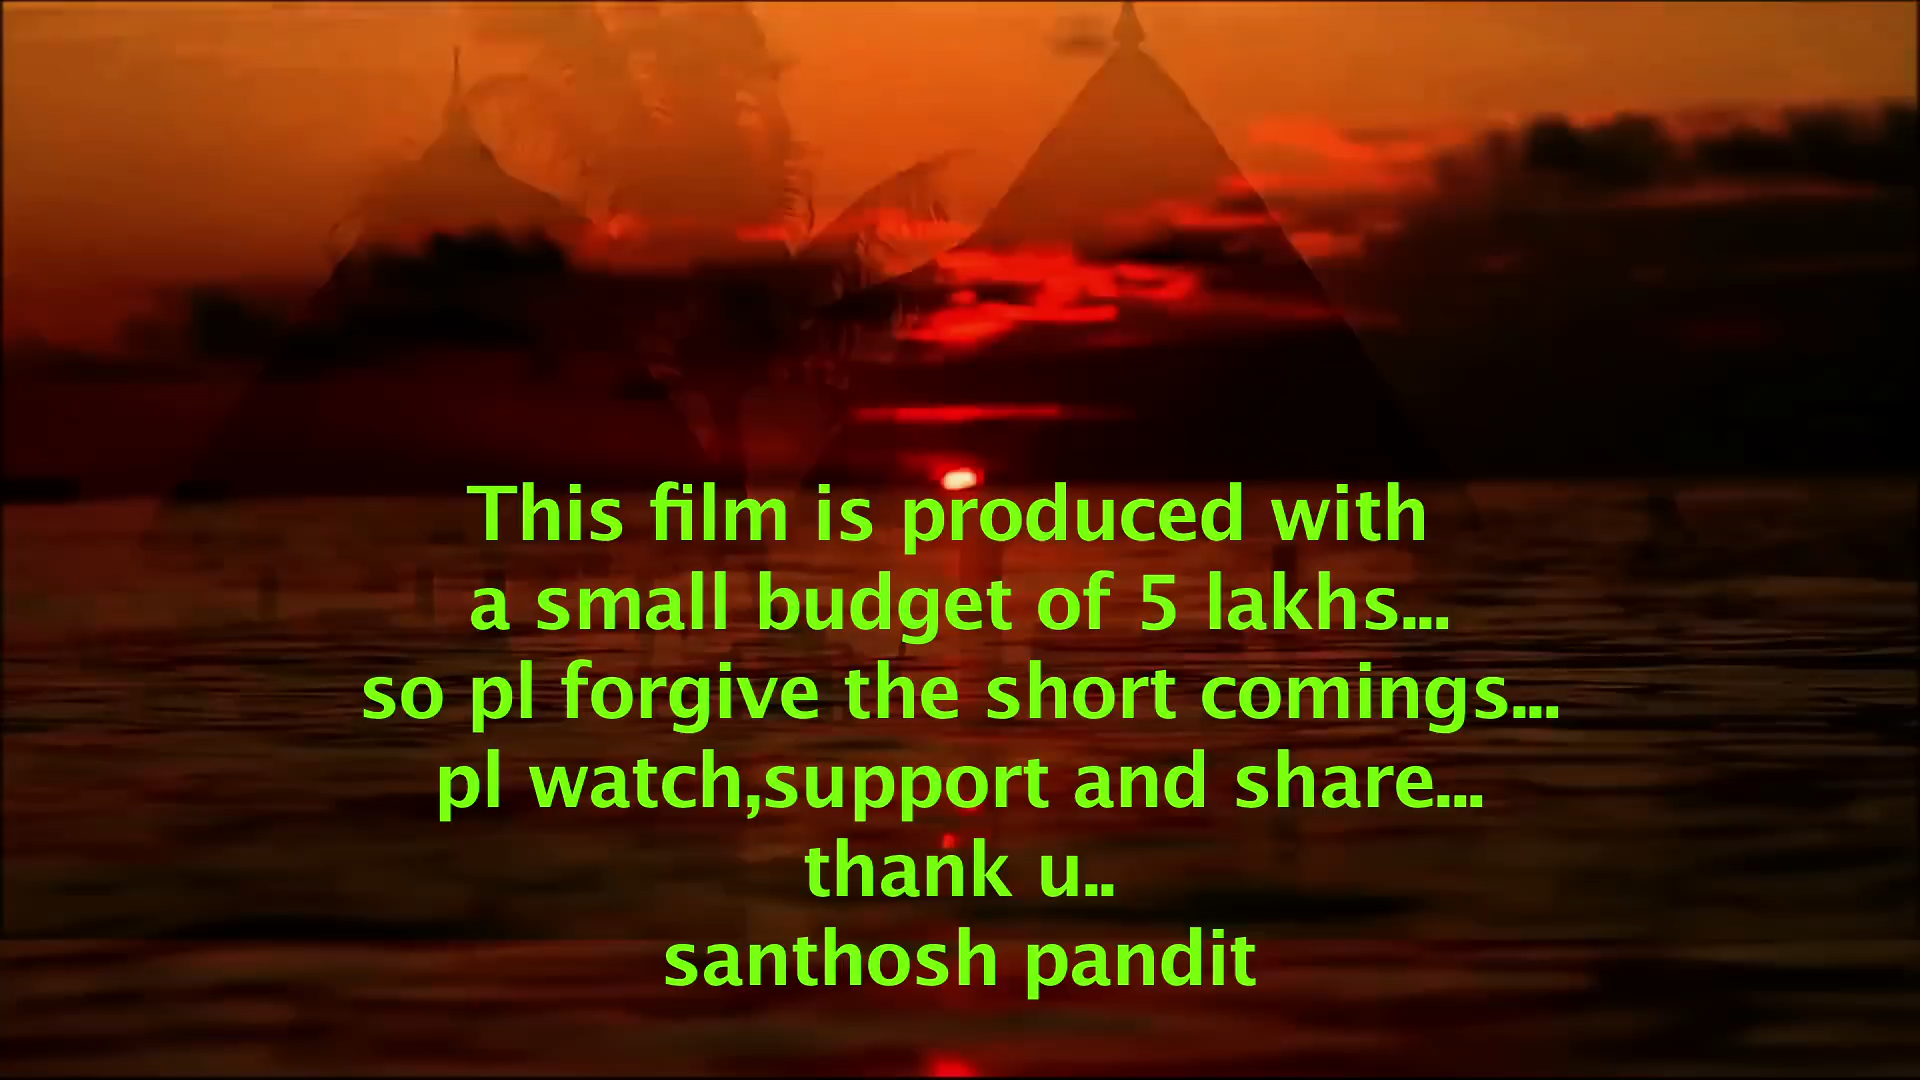 This film is produced with
a small budget of 5 lakhs...
so pl forgive the short comings...
pl watch,support and share...
thank u..
santhosh pandit